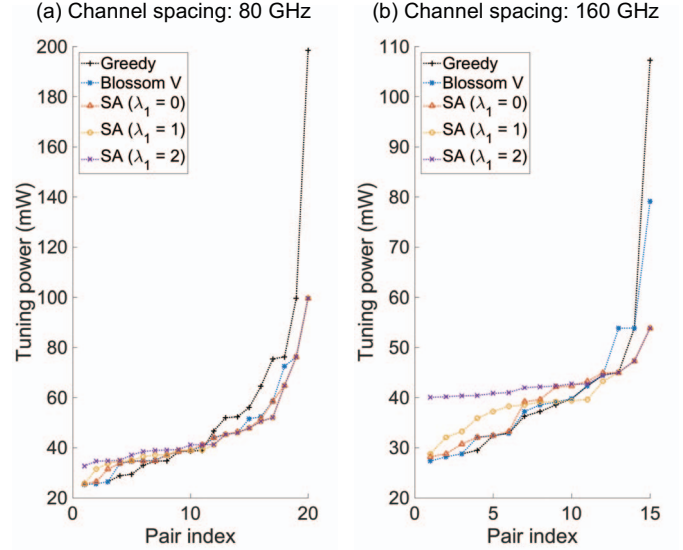 (a) Channel spacing: 80 GHz
200
180
160
140
120
100
80
60
40
20
0
10
20
Tuning power (mW)
Pair index
Greedy
Blossom V
SA (λ1 = 0)
SA (λ1 = 1)
SA (λ1 = 2)
(b) Channel spacing: 160 GHz
110
100
90
80
70
60
50
40
30
20
0
5
10
15
Tuning power (mW)
Pair index
Greedy
Blossom V
SA (λ1 = 0)
SA (λ1 = 1)
SA (λ1 = 2)